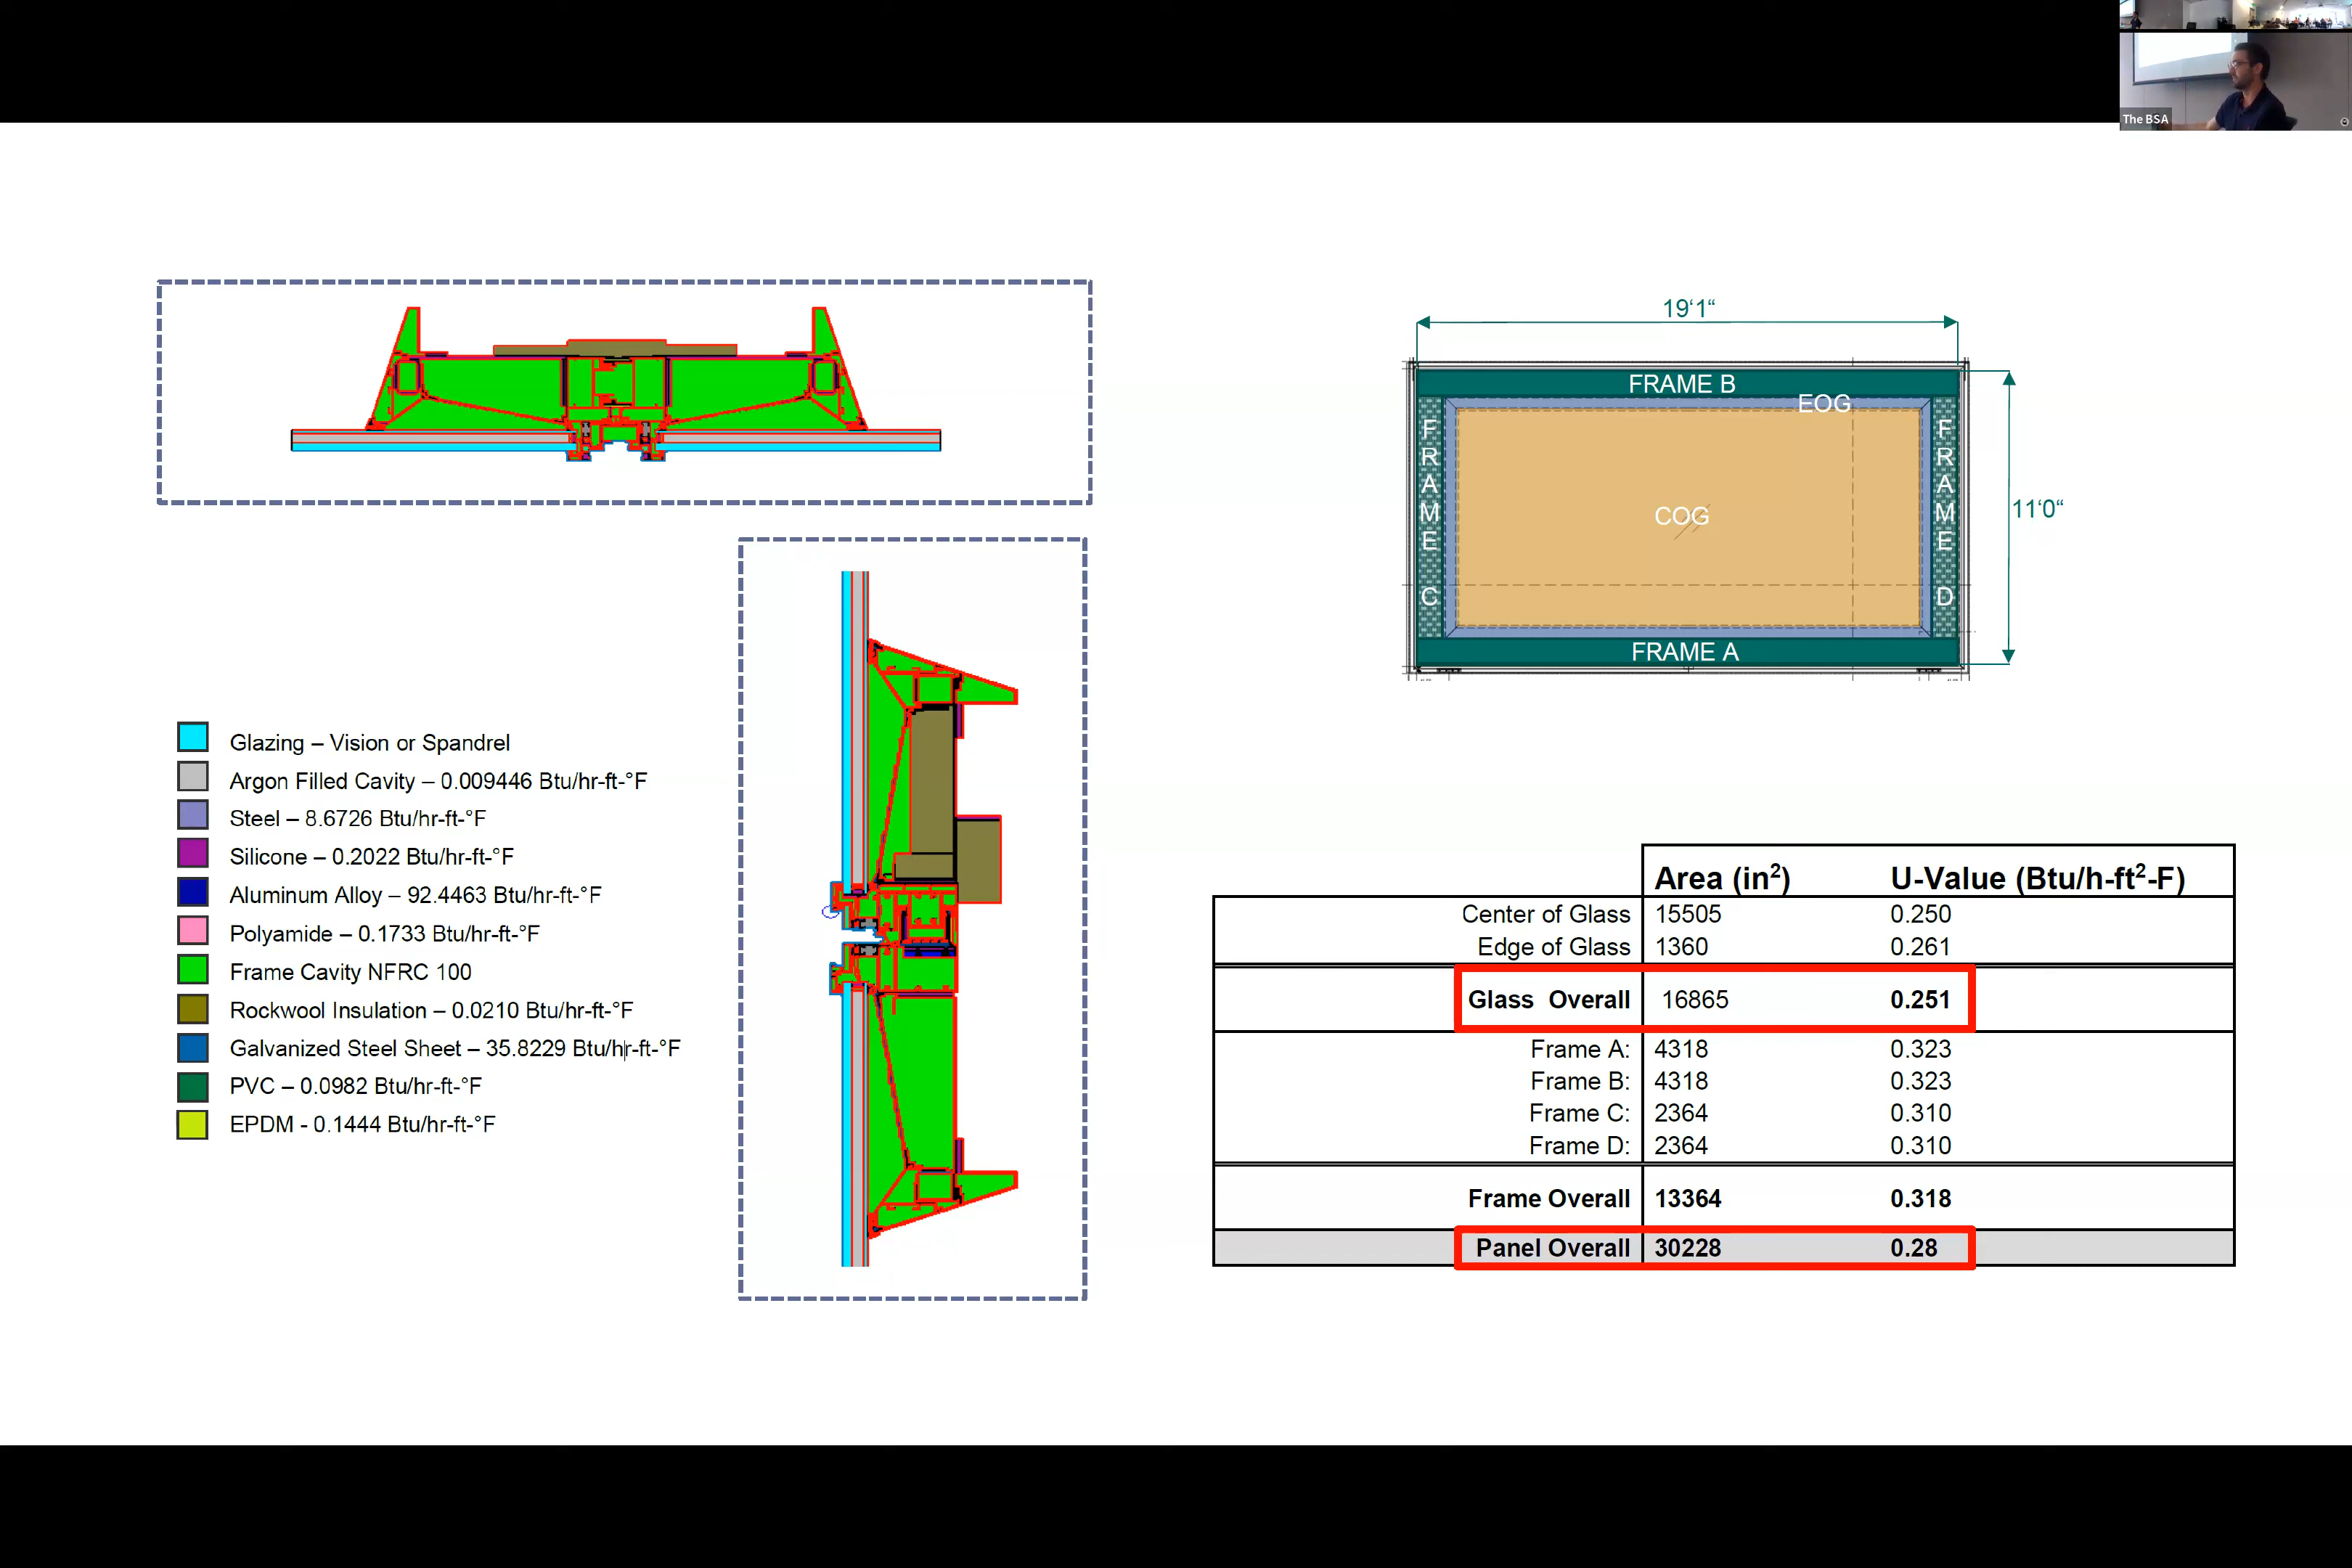 The BSA
19‘1“
FRAME B
EOG
FRAME C
COG
FRAME D
11‘0“
FRAME A
Glazing – Vision or Spandrel
Argon Filled Cavity – 0.009446 Btu/hr-ft-°F
Steel – 8.6726 Btu/hr-ft-°F
Silicone – 0.2022 Btu/hr-ft-°F
Aluminum Alloy – 92.4463 Btu/hr-ft-°F
Polyamide – 0.1733 Btu/hr-ft-°F
Frame Cavity NFRC 100
Rockwool Insulation – 0.0210 Btu/hr-ft-°F
Galvanized Steel Sheet – 35.8229 Btu/hr-ft-°F
PVC – 0.0982 Btu/hr-ft-°F
EPDM - 0.1444 Btu/hr-ft-°F
Area (in²) U-Value (Btu/h-ft²-F)
Center of Glass 15505 0.250
Edge of Glass 1360 0.261
Glass Overall 16865 0.251
Frame A: 4318 0.323
Frame B: 4318 0.323
Frame C: 2364 0.310
Frame D: 2364 0.310
Frame Overall 13364 0.318
Panel Overall 30228 0.28